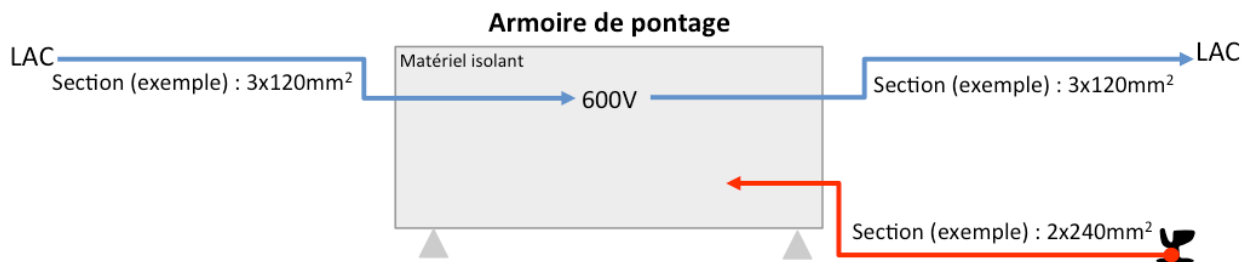 Armoire de pontage
LAC
LAC
Matériel isolant
Section (exemple) : 3x120mm²
Section (exemple) : 3x120mm²
600V
Section (exemple) : 2x240mm²